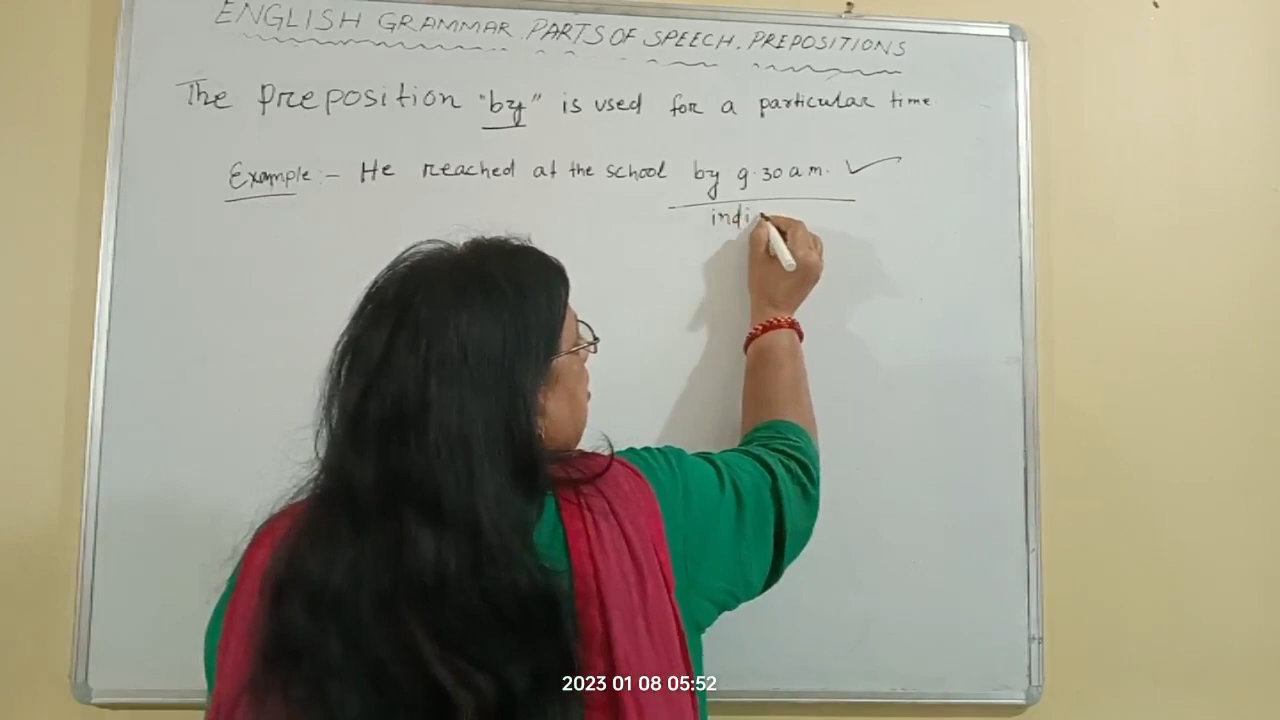 ENGLISH GRAMMAR. PARTS OF SPEECH. PREPOSITIONS
The preposition "by" is used for a particular time
Example:- He reached at the school by 9.30 a.m.
indi
2023 01 08 05:52